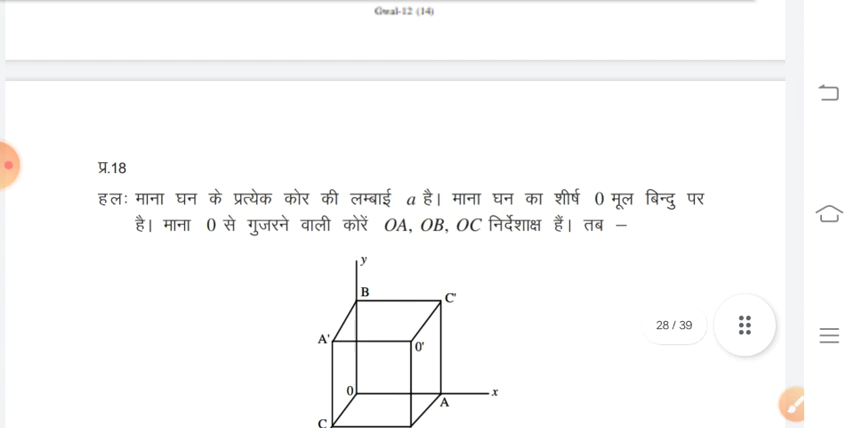 Gwal-12 (14)
प्र.18
हलः माना घन के प्रत्येक कोर की लम्बाई a है। माना घन का शीर्ष 0 मूल बिन्दु पर
है। माना 0 से गुजरने वाली कोरें OA, OB, OC निर्देशाक्ष हैं। तब –
y
B
C'
A'
0'
28 / 39
0
x
A
C